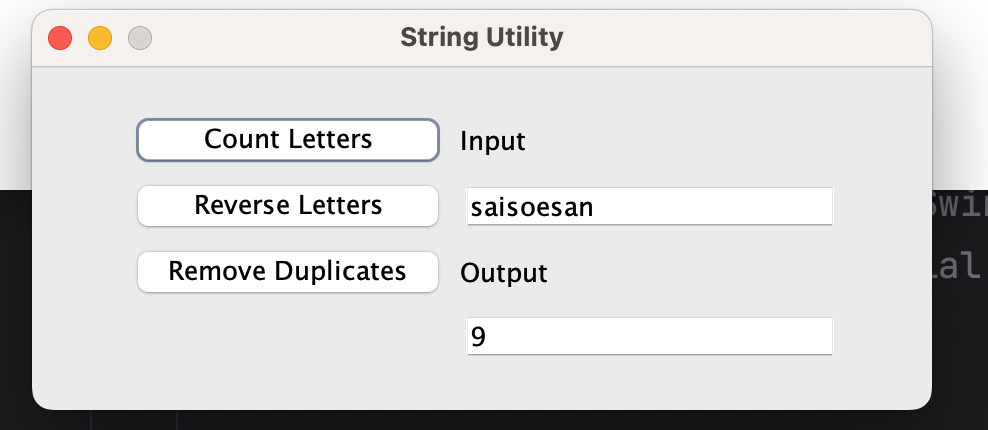 String Utility
Count Letters
Input
Reverse Letters
saisoesan
Remove Duplicates
Output
9